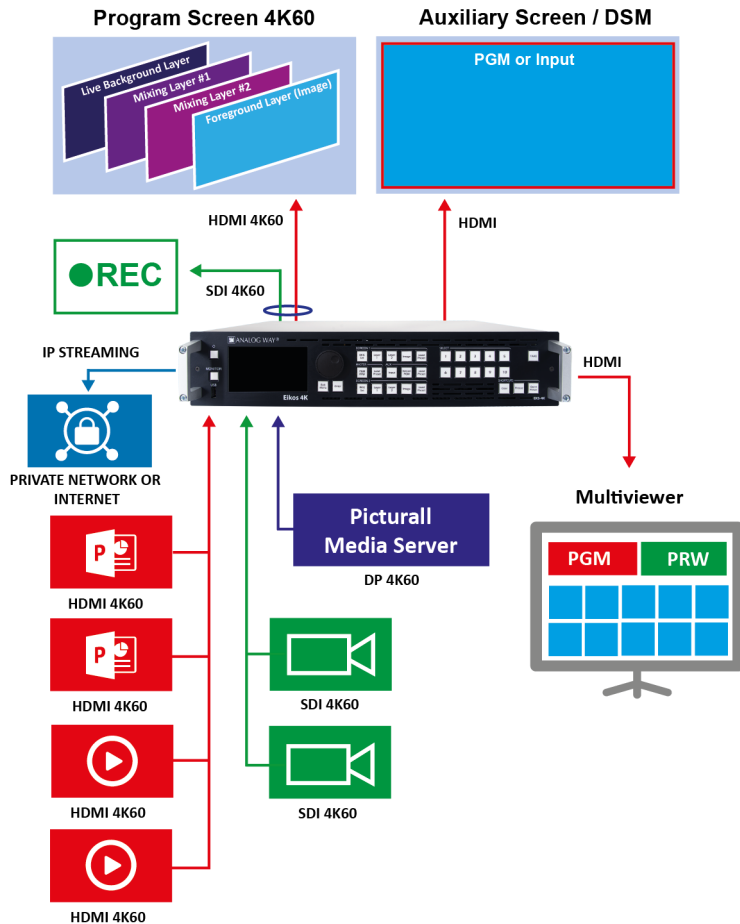 Program Screen 4K60
Auxiliary Screen / DSM
Live Background Layer
Mixing Layer #1
Mixing Layer #2
Foreground Layer (Image)
PGM or Input
HDMI 4K60
HDMI
REC
SDI 4K60
IP STREAMING
ANALOG WAY®
Eikos 4K
HDMI
PRIVATE NETWORK OR
INTERNET
Picturall
Media Server
DP 4K60
Multiviewer
PGM
PRW
P
HDMI 4K60
P
HDMI 4K60
SDI 4K60
HDMI 4K60
SDI 4K60
HDMI 4K60